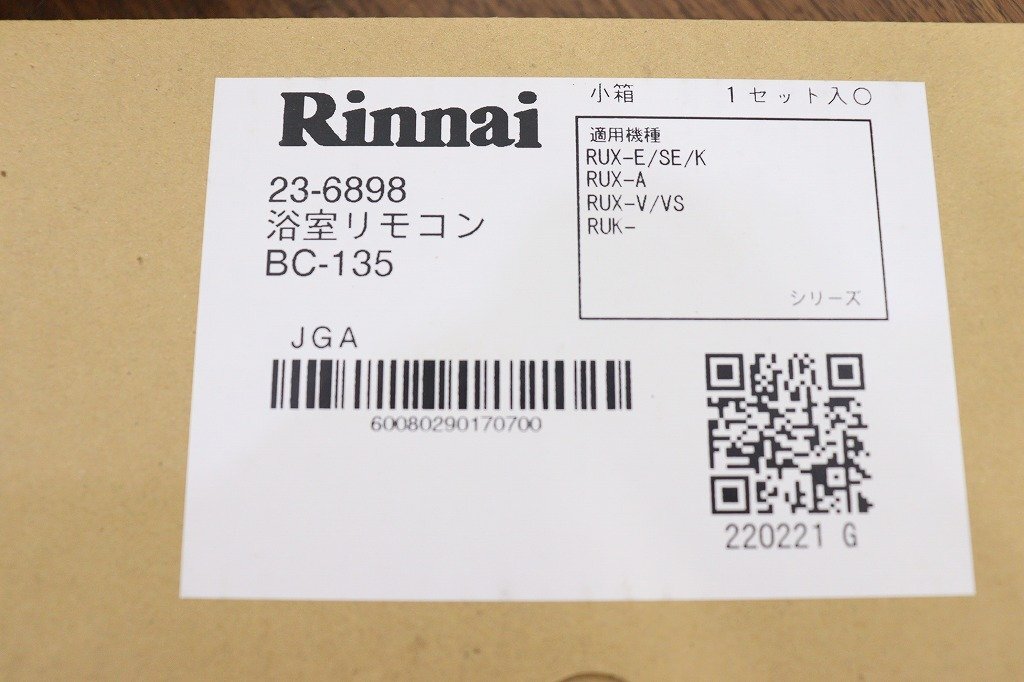 Rinnai
23-6898
浴室リモコン
BC-135
小箱 1セット入〇
適用機種
RUX-E/SE/K
RUX-A
RUX-V/VS
RUK-
シリーズ
JGA
60080290170700
220221 G